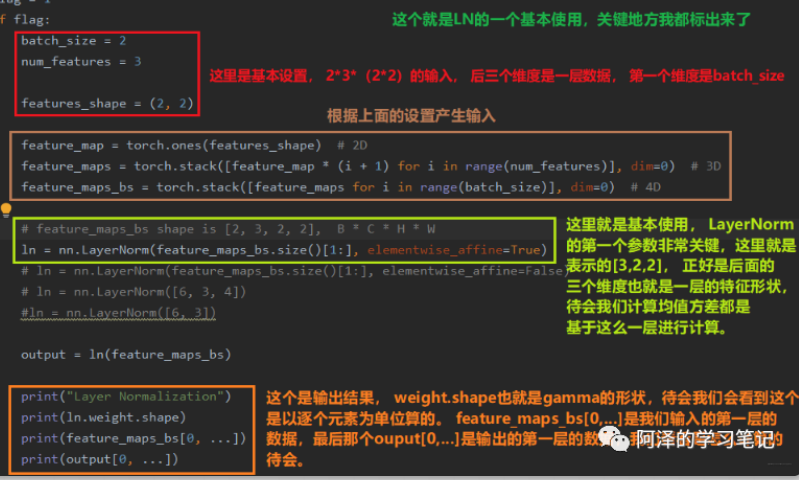 flag = 1
f flag:
这个就是LN的一个基本使用，关键地方我都标出来了
batch_size = 2
num_features = 3
features_shape = (2, 2)
这里是基本设置， 2*3*（2*2）的输入， 后三个维度是一层数据， 第一个维度是batch_size
根据上面的设置产生输入
feature_map = torch.ones(features_shape)  # 2D
feature_maps = torch.stack([feature_map * (i + 1) for i in range(num_features)], dim=0)  # 3D
feature_maps_bs = torch.stack([feature_maps for i in range(batch_size)], dim=0)  # 4D
# feature_maps_bs shape is [2, 3, 2, 2],  B * C * H * W
ln = nn.LayerNorm(feature_maps_bs.size()[1:], elementwise_affine=True)
# ln = nn.LayerNorm(feature_maps_bs.size()[1:], elementwise_affine=False)
# ln = nn.LayerNorm([6, 3, 4])
#ln = nn.LayerNorm([6, 3])
这里就是基本使用， LayerNorm
的第一个参数非常关键，这里就是
表示的[3,2,2]， 正好是后面的
三个维度也就是一层的特征形状，
待会我们计算均值方差都是
基于这么一层进行计算。
output = ln(feature_maps_bs)
print("Layer Normalization")
print(ln.weight.shape)
print(feature_maps_bs[0, ...])
print(output[0, ...])
这个是输出结果， weight.shape也就是gamma的形状，待会我们会看到这个
是以逐个元素为单位算的。 feature_maps_bs[0,...]是我们输入的第一层的
数据，最后那个ouput[0,...]是输出的第一层的数
待会。
阿泽的学习笔记